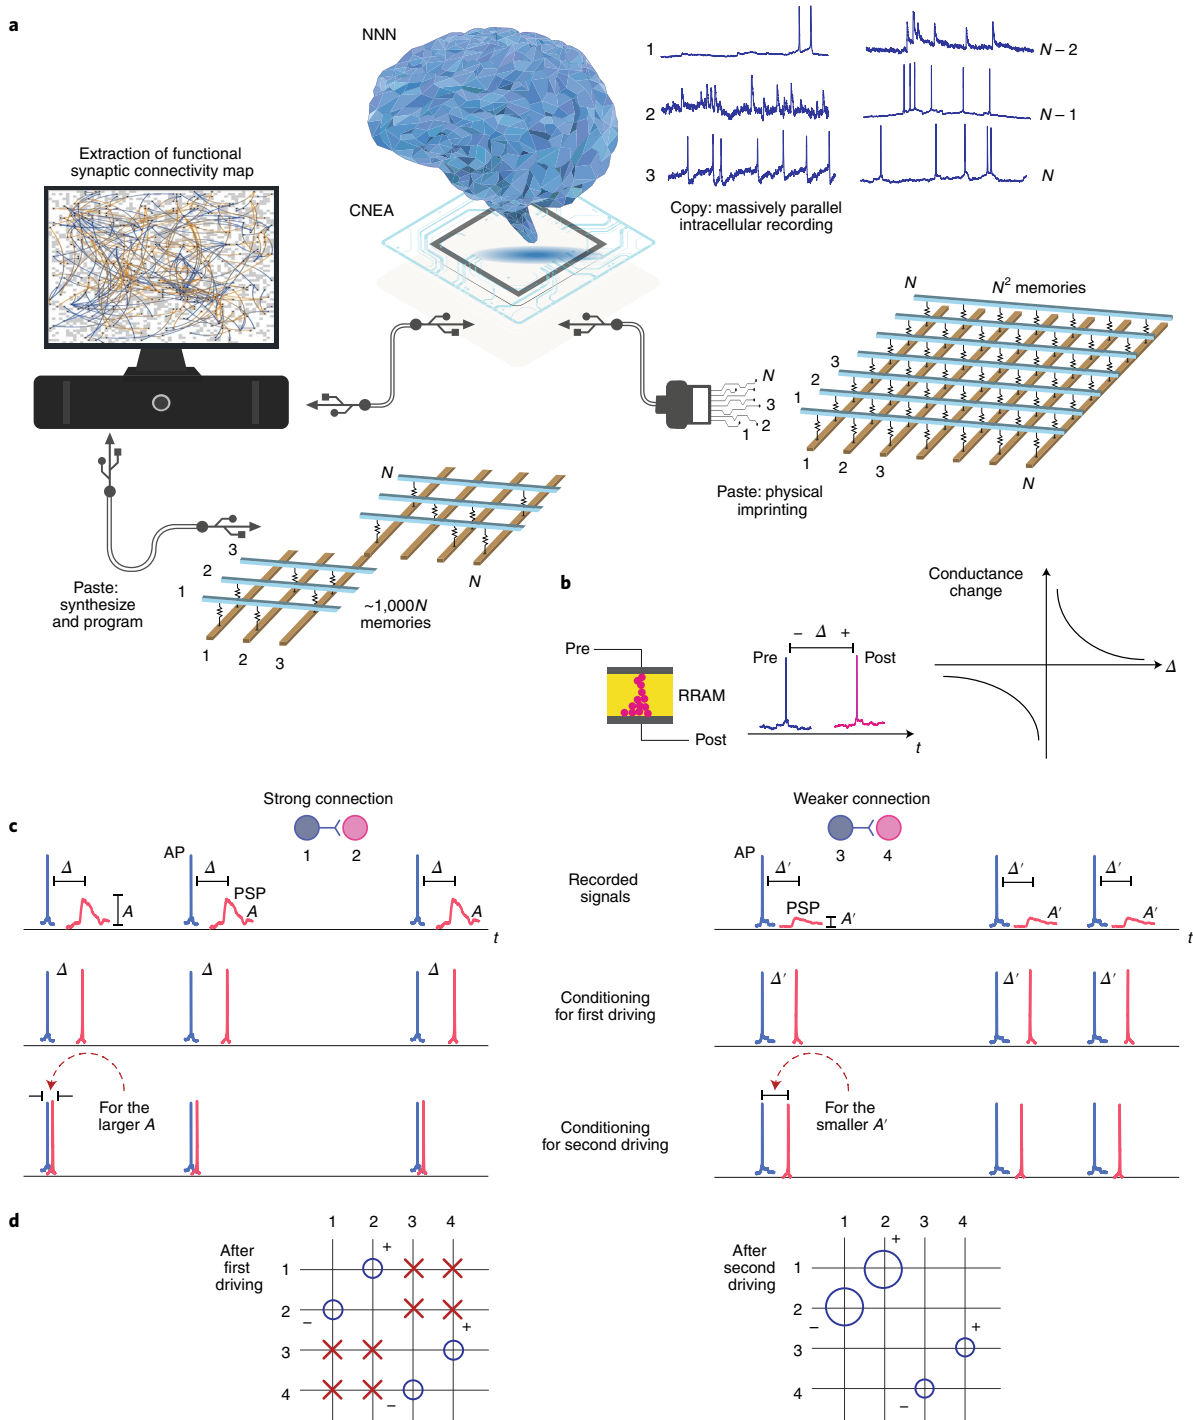 a
NNN
CNEA
Extraction of functional
synaptic connectivity map
1
2
3
N – 2
N – 1
N
Copy: massively parallel
intracellular recording
N² memories
N
3
2
1
1
2
3
N
N
3
2
1
Paste: physical
imprinting
Paste:
synthesize
and program
3
2
1
1
2
3
N
N
~1,000N
memories
b
Pre
RRAM
Post
– Δ +
Pre
Post
t
Conductance
change
Δ
c
Strong connection
1 2
AP
Δ
A
Δ
PSP
A
Δ
A
t
Recorded
signals
Weaker connection
3 4
AP
Δ′
PSP
A′
Δ′
A′
Δ′
A′
t
Δ
Δ
Δ
Conditioning
for first driving
Δ′
Δ′
Δ′
For the
larger A
Conditioning
for second driving
For the
smaller A′
d
After
first
driving
1 2 3 4
+
1
2
–
+
3
4
–
After
second
driving
1 2 3 4
+
1
2
–
+
3
4
–